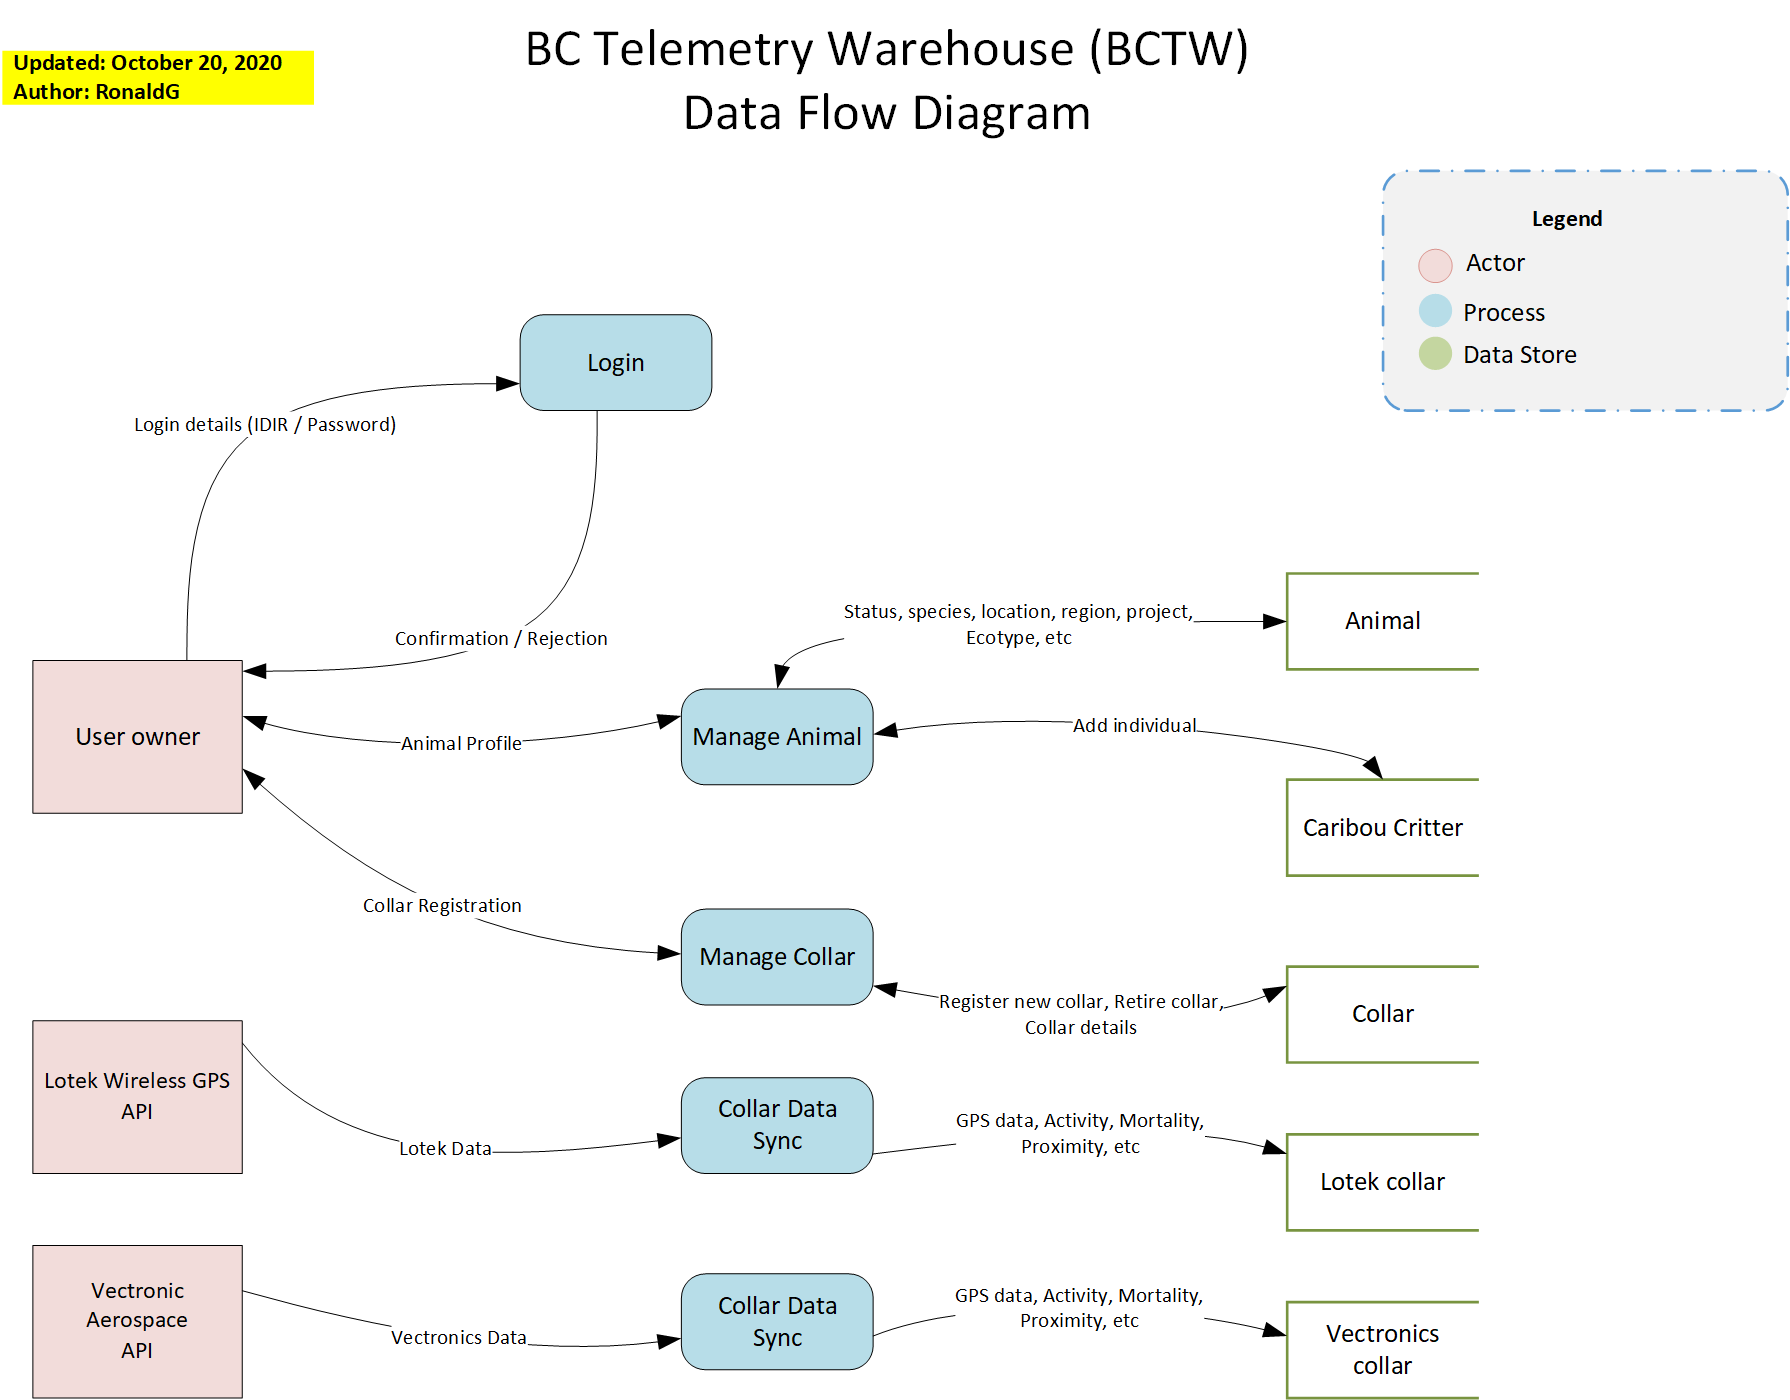 BC Telemetry Warehouse (BCTW)
Data Flow Diagram
Updated: October 20, 2020
Author: RonaldG
Legend
Actor
Process
Data Store
Login
Login details (IDIR / Password)
Confirmation / Rejection
User owner
Animal Profile
Manage Animal
Status, species, location, region, project,
Ecotype, etc
Animal
Add individual
Caribou Critter
Collar Registration
Manage Collar
Register new collar, Retire collar,
Collar details
Collar
Lotek Wireless GPS
API
Lotek Data
Collar Data
Sync
GPS data, Activity, Mortality,
Proximity, etc
Lotek collar
Vectronic
Aerospace
API
Vectronics Data
Collar Data
Sync
GPS data, Activity, Mortality,
Proximity, etc
Vectronics
collar